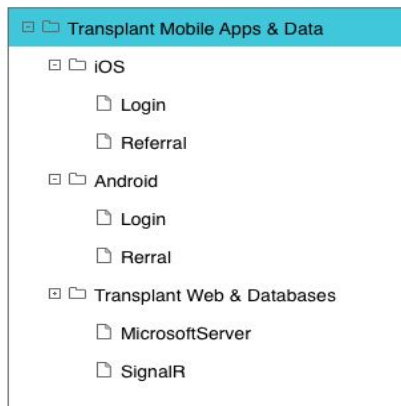 Transplant Mobile Apps & Data
iOS
Login
Referral
Android
Login
Rerral
Transplant Web & Databases
MicrosoftServer
SignalR